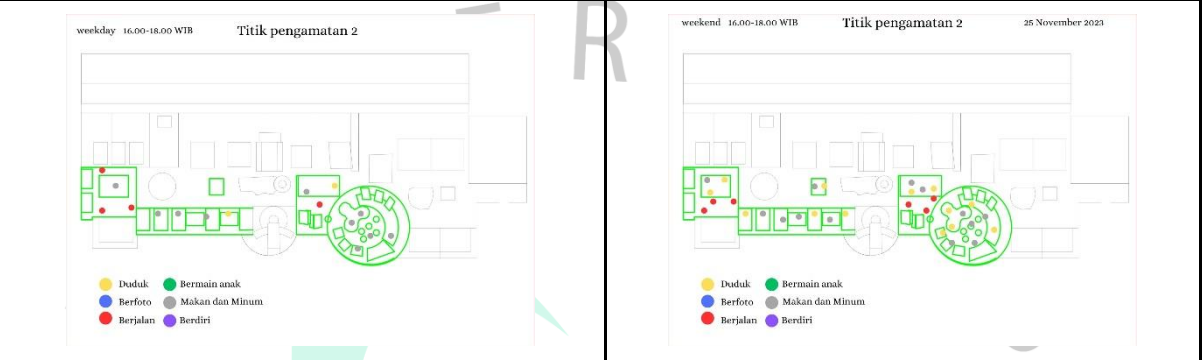 weekday 16.00-18.00 WIB Titik pengamatan 2
Duduk Bermain anak
Berfoto Makan dan Minum
Berjalan Berdiri
weekend 16.00-18.00 WIB Titik pengamatan 2 25 November 2023
Duduk Bermain anak
Berfoto Makan dan Minum
Berjalan Berdiri
R